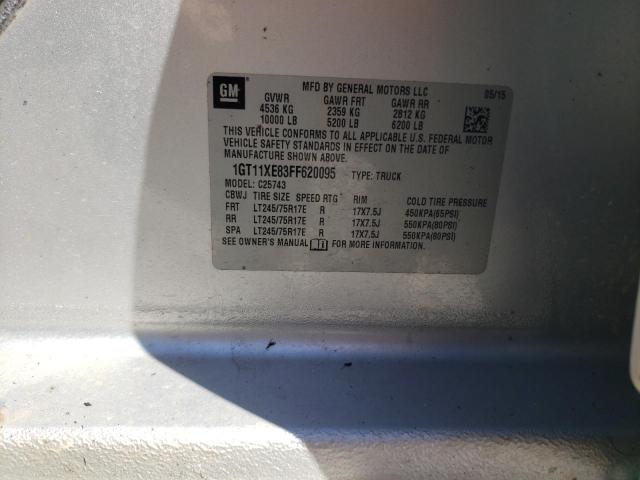 GM
MFD BY GENERAL MOTORS LLC 05/15
GVWR GAWR FRT GAWR RR
4536 KG 2359 KG 2812 KG
10000 LB 5200 LB 6200 LB
THIS VEHICLE CONFORMS TO ALL APPLICABLE U.S. FEDERAL MOTOR
VEHICLE SAFETY STANDARDS IN EFFECT ON THE DATE OF
MANUFACTURE SHOWN ABOVE.
1GT11XE83FF620095 TYPE: TRUCK
MODEL: C25743
CBWJ TIRE SIZE SPEED RTG RIM COLD TIRE PRESSURE
FRT LT245/75R17E R 17X7.5J 450KPA(65PSI)
RR LT245/75R17E R 17X7.5J 550KPA(80PSI)
SPA LT245/75R17E R 17X7.5J 550KPA(80PSI)
SEE OWNER'S MANUAL FOR MORE INFORMATION.